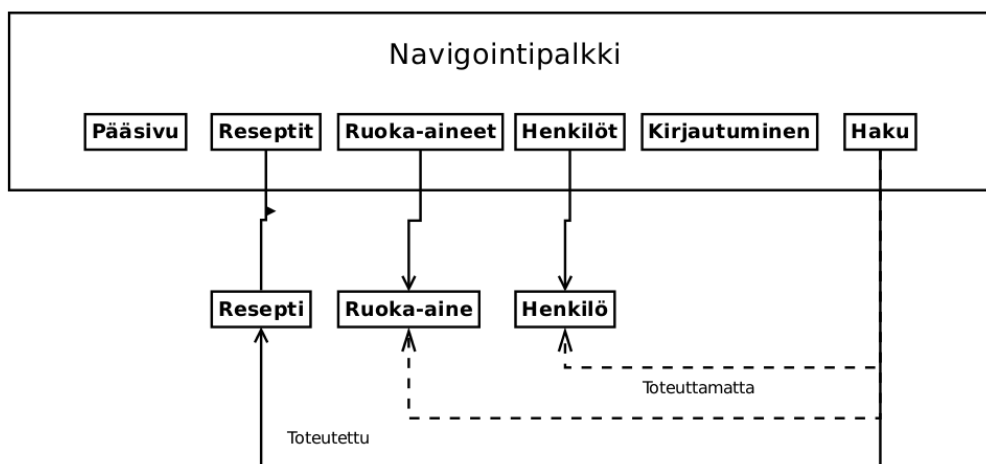 Navigointipalkki
Pääsivu
Reseptit
Ruoka-aineet
Henkilöt
Kirjautuminen
Haku
Resepti
Ruoka-aine
Henkilö
Toteuttamatta
Toteutettu